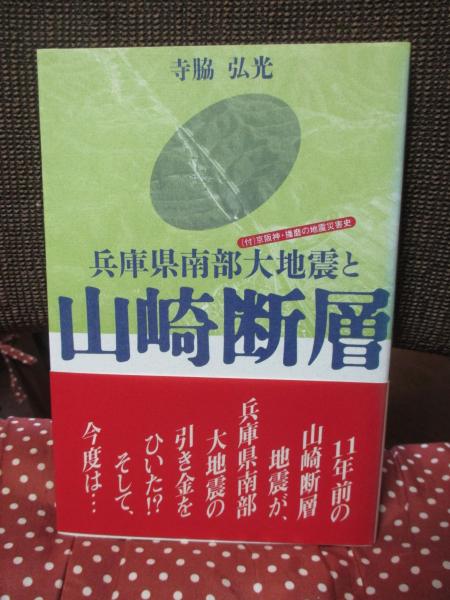 寺脇 弘光
(付)京阪神・播磨の地震災害史
兵庫県南部大地震と
山崎断層
11年前の
山崎断層
地震が、
兵庫県南部
大地震の
引き金を
ひいた!?
そして、
今度は…